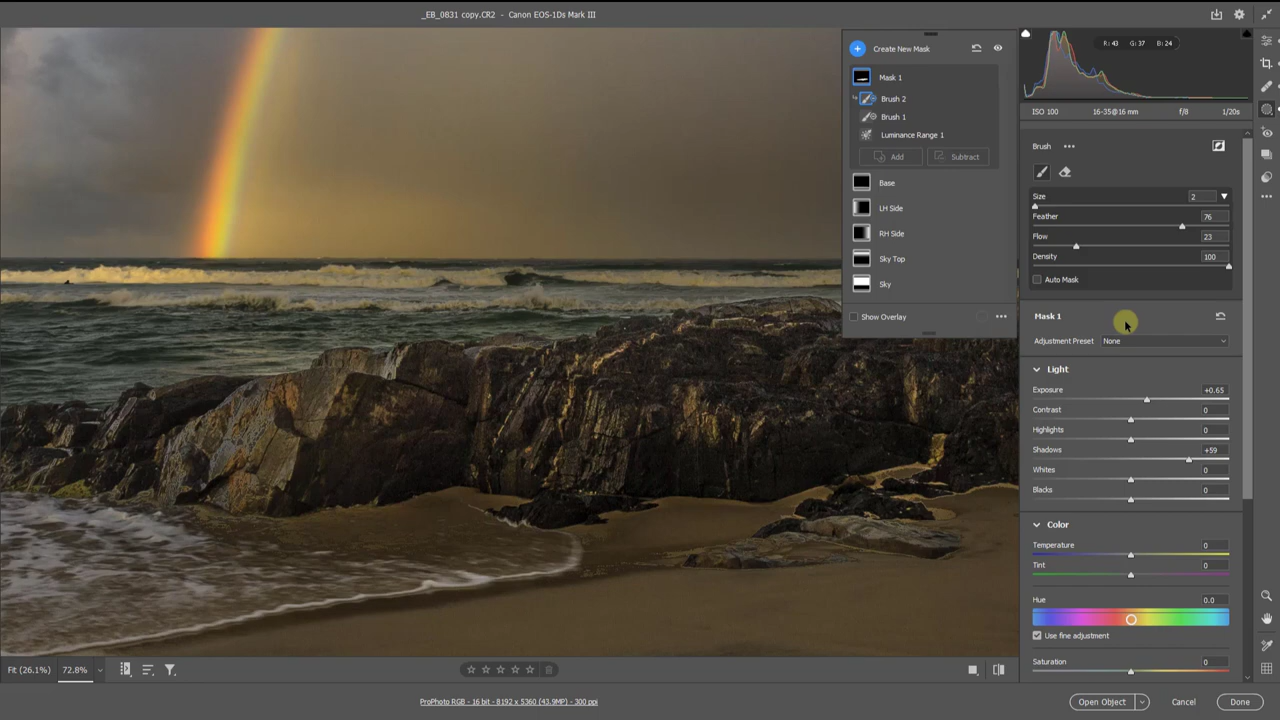 _EB_0831 copy.CR2 - Canon EOS-1Ds Mark III
Create New Mask
Mask 1
Brush 2
Brush 1
Luminance Range 1
Add Subtract
Base
LH Side
RH Side
Sky Top
Sky
Show Overlay
R: 43 G: 37 B: 24
ISO 100 16-35@16 mm f/8 1/20s
Brush
Size 2
Feather 76
Flow 23
Density 100
Auto Mask
Mask 1
Adjustment Preset None
Light
Exposure +0.65
Contrast 0
Highlights 0
Shadows +59
Whites 0
Blacks 0
Color
Temperature 0
Tint 0
Hue 0.0
Use fine adjustment
Saturation 0
Fit (26.1%) 72.8%
ProPhoto RGB - 16 bit - 8192 x 5360 (43.9MP) - 300 ppi
Open Object Cancel Done